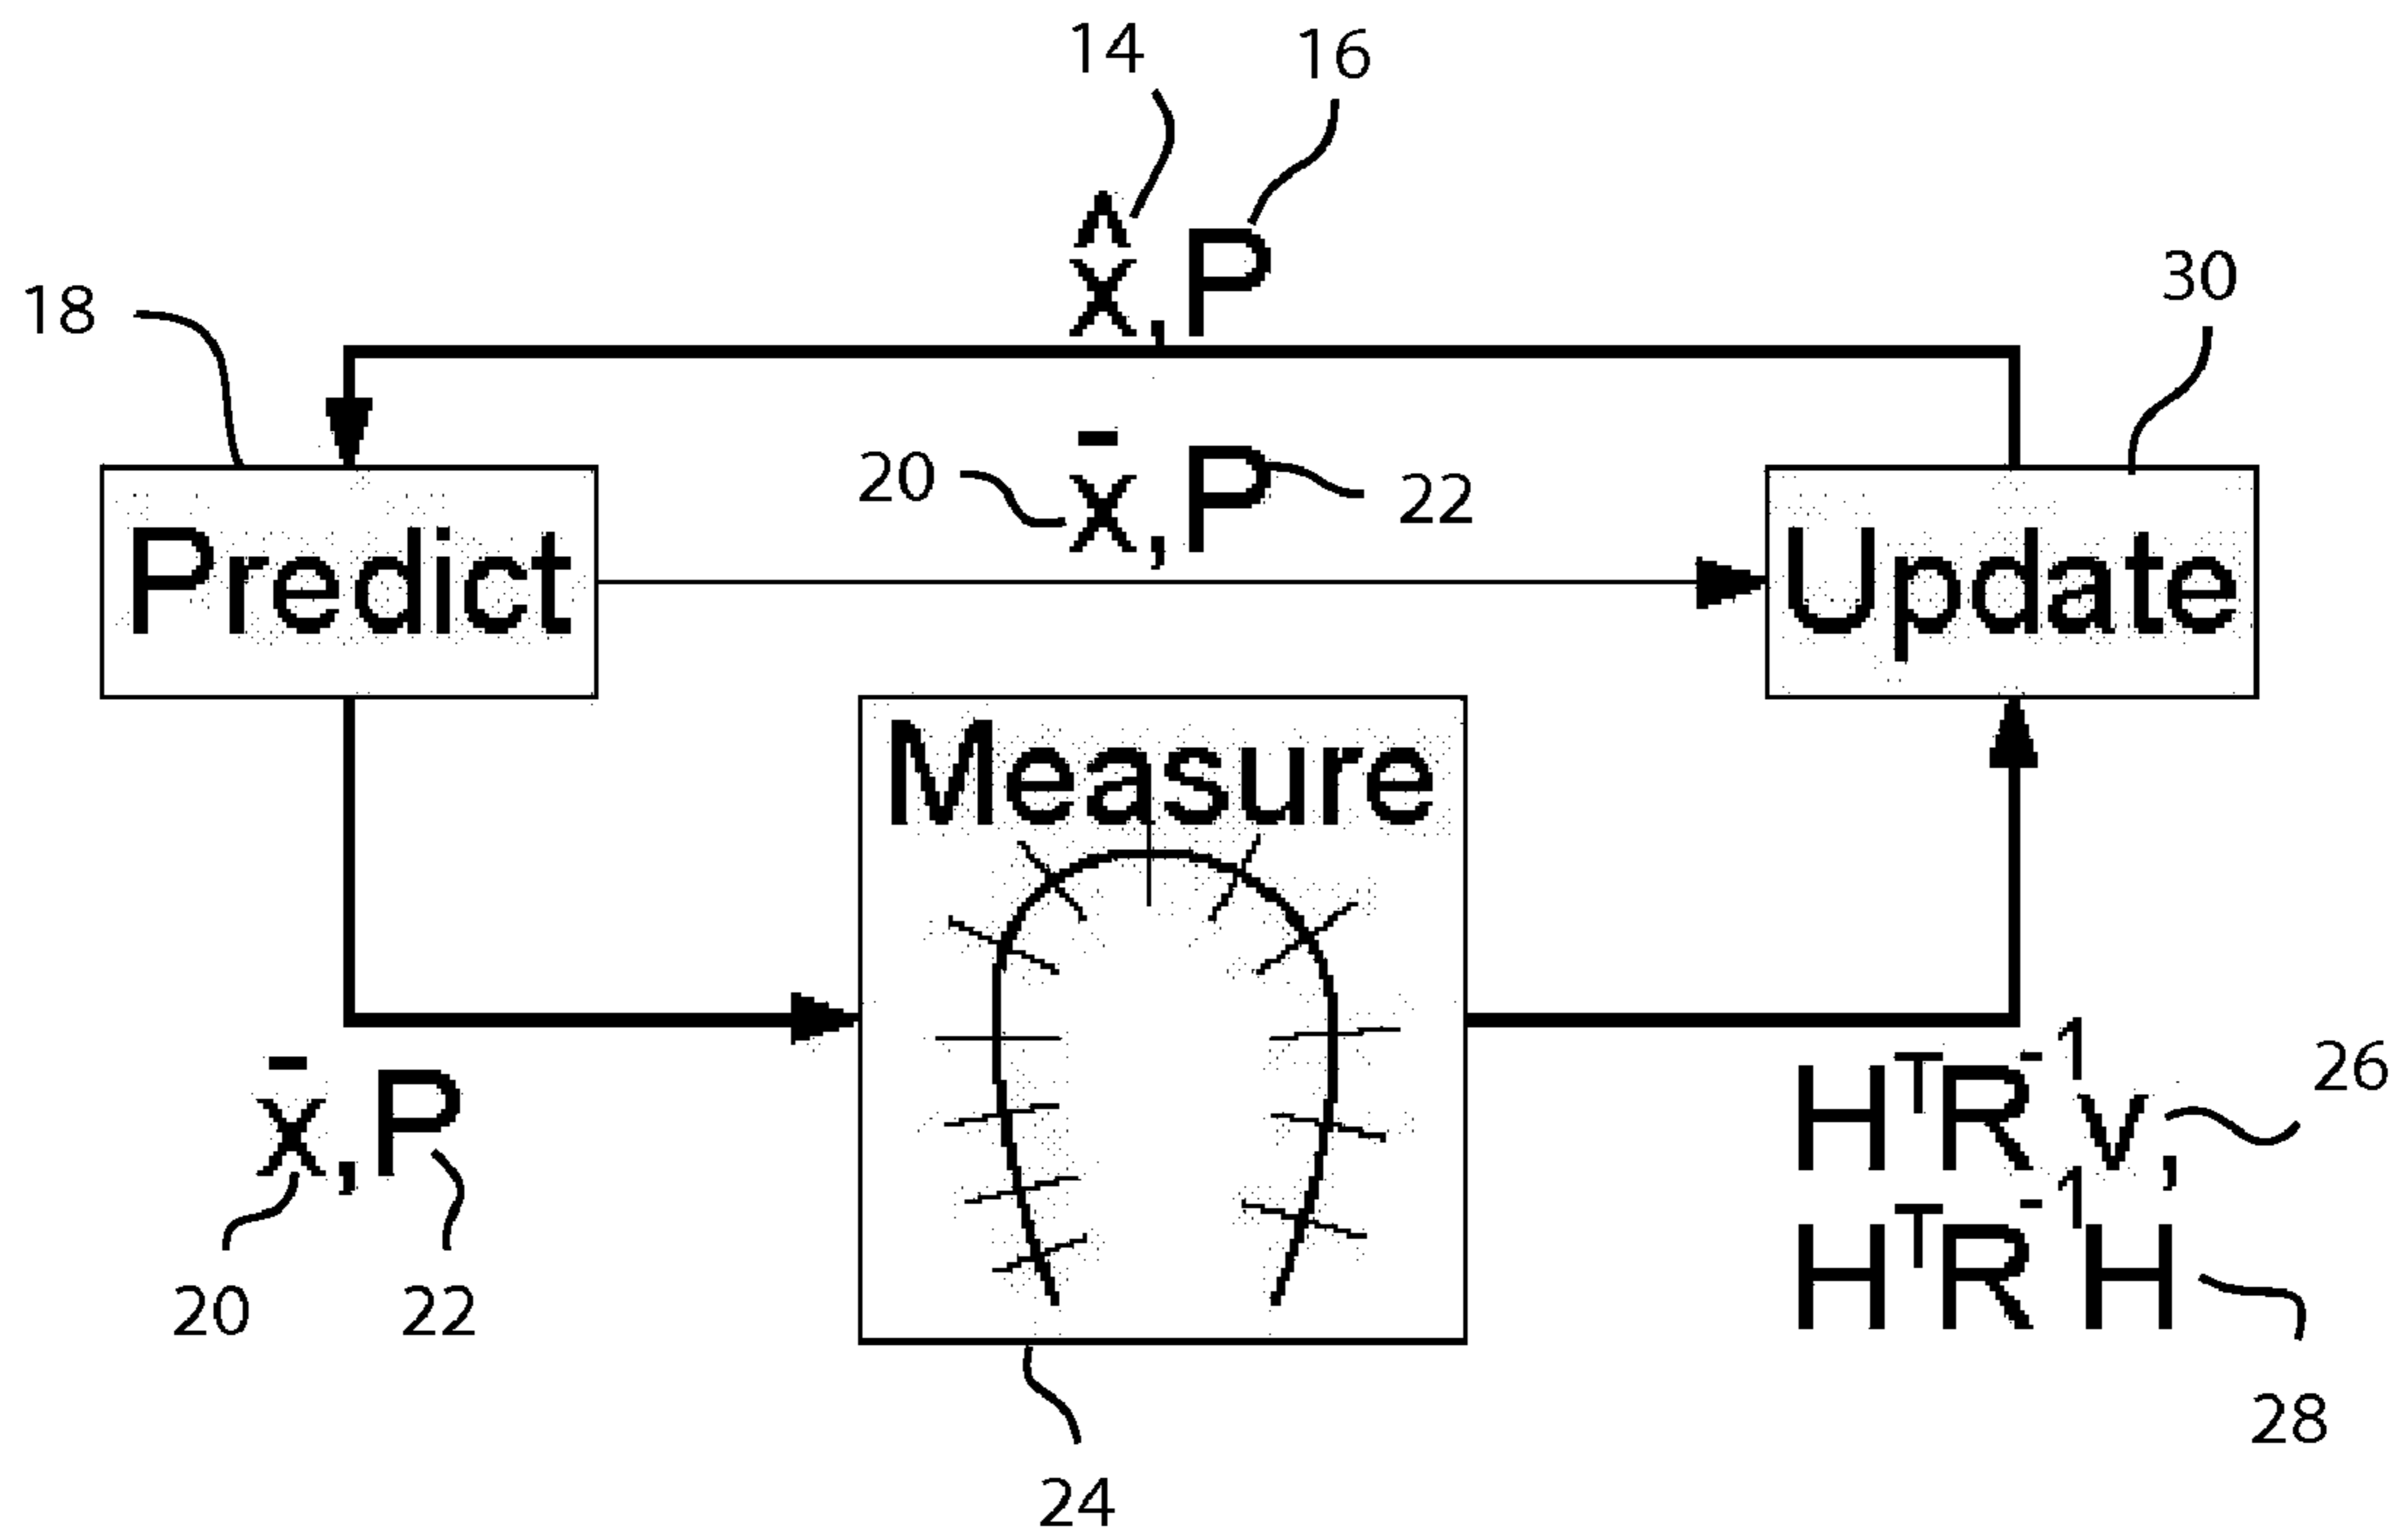 14 16
x̂,P
18
30
20 x̄,P 22
Predict
Update
Measure
x̄,P
20 22
HᵀR⁻¹v, 26
HᵀR⁻¹H
28
24